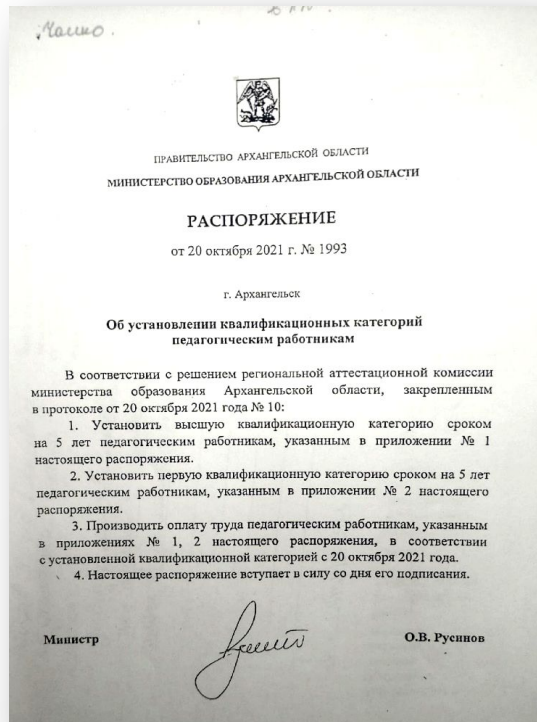 ПРАВИТЕЛЬСТВО АРХАНГЕЛЬСКОЙ ОБЛАСТИ
МИНИСТЕРСТВО ОБРАЗОВАНИЯ АРХАНГЕЛЬСКОЙ ОБЛАСТИ
РАСПОРЯЖЕНИЕ
от 20 октября 2021 г. № 1993
г. Архангельск
Об установлении квалификационных категорий
педагогическим работникам
В соответствии с решением региональной аттестационной комиссии
министерства образования Архангельской области, закрепленным
в протоколе от 20 октября 2021 года № 10:
1. Установить высшую квалификационную категорию сроком
на 5 лет педагогическим работникам, указанным в приложении № 1
настоящего распоряжения.
2. Установить первую квалификационную категорию сроком на 5 лет
педагогическим работникам, указанным в приложении № 2 настоящего
распоряжения.
3. Производить оплату труда педагогическим работникам, указанным
в приложениях № 1, 2 настоящего распоряжения, в соответствии
с установленной квалификационной категорией с 20 октября 2021 года.
4. Настоящее распоряжение вступает в силу со дня его подписания.
Министр О.В. Русинов